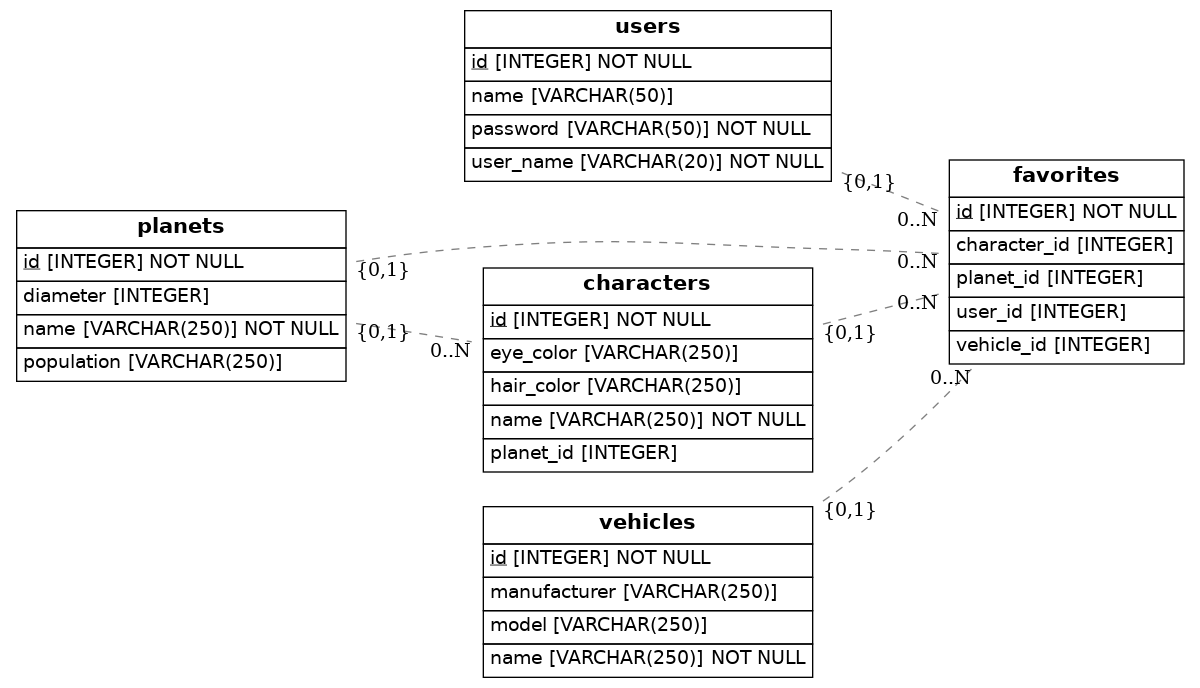 users
id [INTEGER] NOT NULL
name [VARCHAR(50)]
password [VARCHAR(50)] NOT NULL
user_name [VARCHAR(20)] NOT NULL
{0,1}
0..N
favorites
id [INTEGER] NOT NULL
character_id [INTEGER]
planet_id [INTEGER]
user_id [INTEGER]
vehicle_id [INTEGER]
planets
id [INTEGER] NOT NULL
diameter [INTEGER]
name [VARCHAR(250)] NOT NULL
population [VARCHAR(250)]
{0,1}
0..N
{0,1}
0..N
characters
id [INTEGER] NOT NULL
eye_color [VARCHAR(250)]
hair_color [VARCHAR(250)]
name [VARCHAR(250)] NOT NULL
planet_id [INTEGER]
0..N
{0,1}
0..N
{0,1}
vehicles
id [INTEGER] NOT NULL
manufacturer [VARCHAR(250)]
model [VARCHAR(250)]
name [VARCHAR(250)] NOT NULL